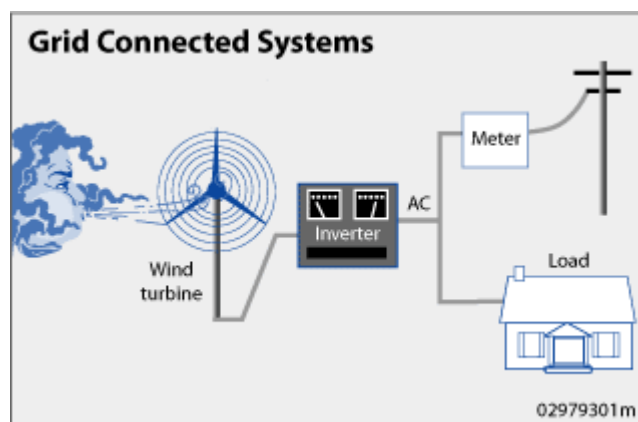 Grid Connected Systems
Meter
AC
Inverter
Wind
turbine
Load
02979301m